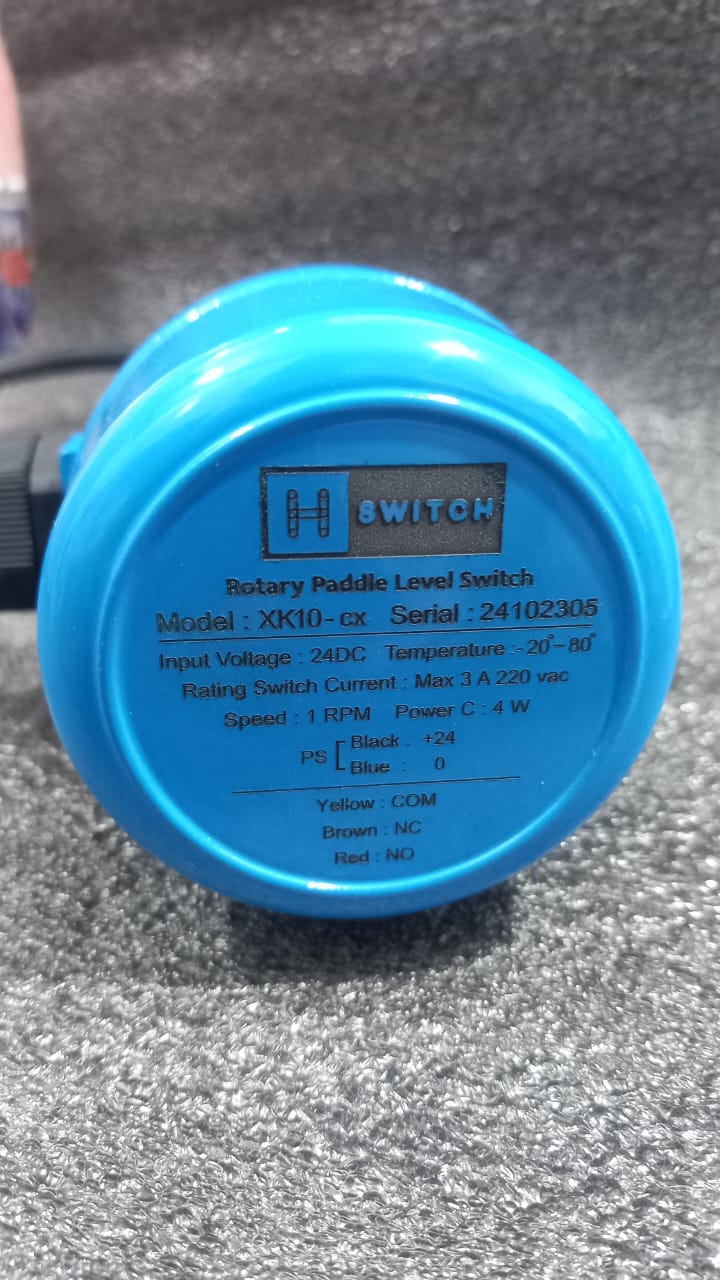 H SWITCH
Rotary Paddle Level Switch
Model : XK10-cx Serial : 24102305
Input Voltage : 24DC Temperature :-20°~80°
Rating Switch Current : Max 3 A 220 vac
Speed : 1 RPM Power C : 4 W
PS [ Black : +24
Blue : 0
Yellow : COM
Brown : NC
Red : NO